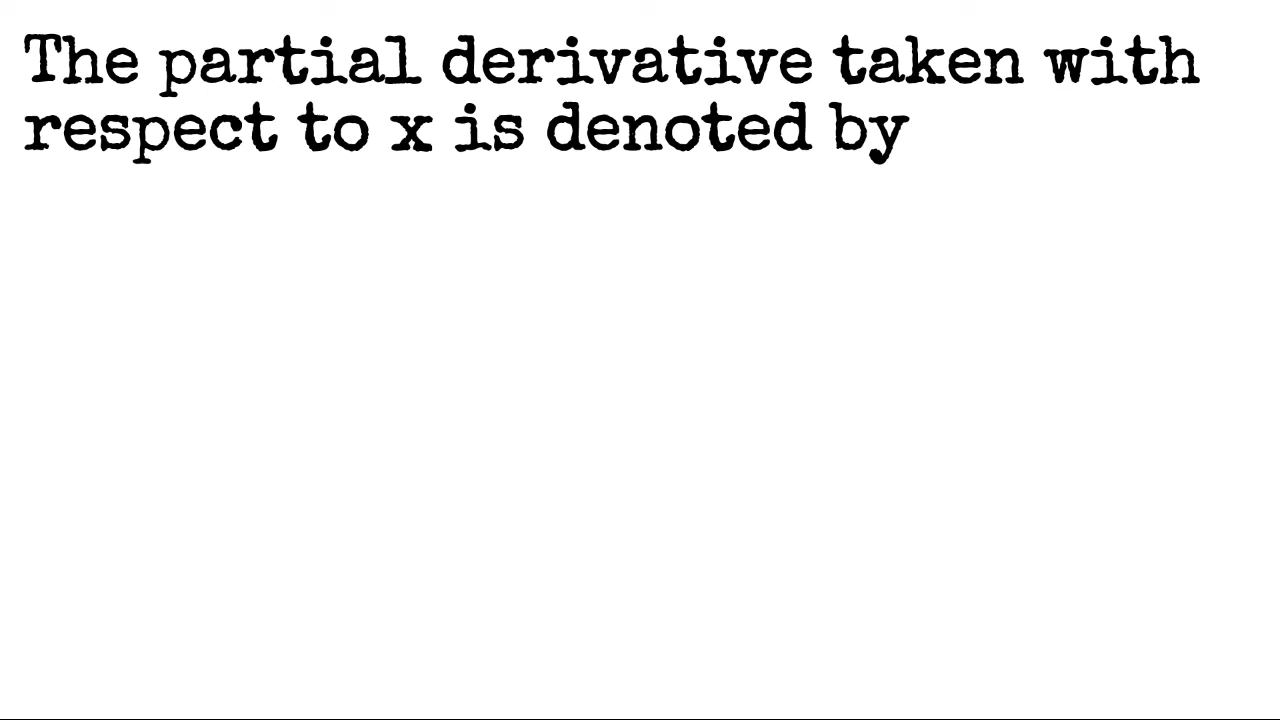 The partial derivative taken with
respect to x is denoted by